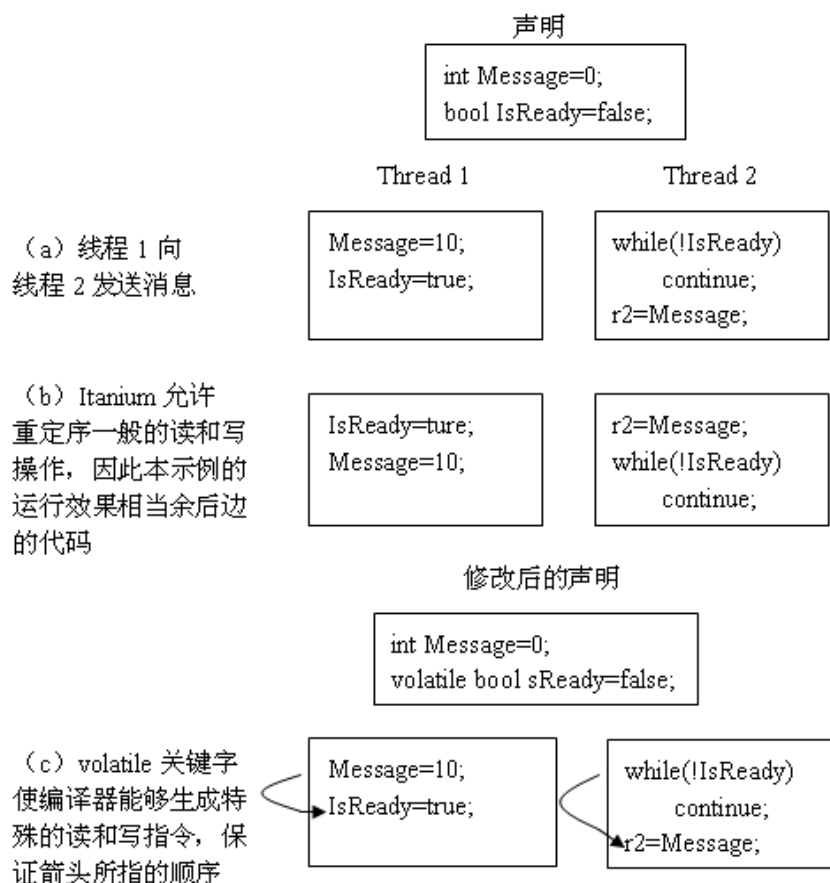 声明
int Message=0;
bool IsReady=false;
Thread 1
Thread 2
（a）线程 1 向
线程 2 发送消息
Message=10;
IsReady=true;
while(!IsReady)
continue;
r2=Message;
（b）Itanium 允许
重定序一般的读和写
操作，因此本示例的
运行效果相当余后边
的代码
IsReady=ture;
Message=10;
r2=Message;
while(!IsReady)
continue;
修改后的声明
int Message=0;
volatile bool sReady=false;
（c）volatile 关键字
使编译器能够生成特
殊的读和写指令，保
证箭头所指的顺序
Message=10;
IsReady=true;
while(!IsReady)
continue;
r2=Message;